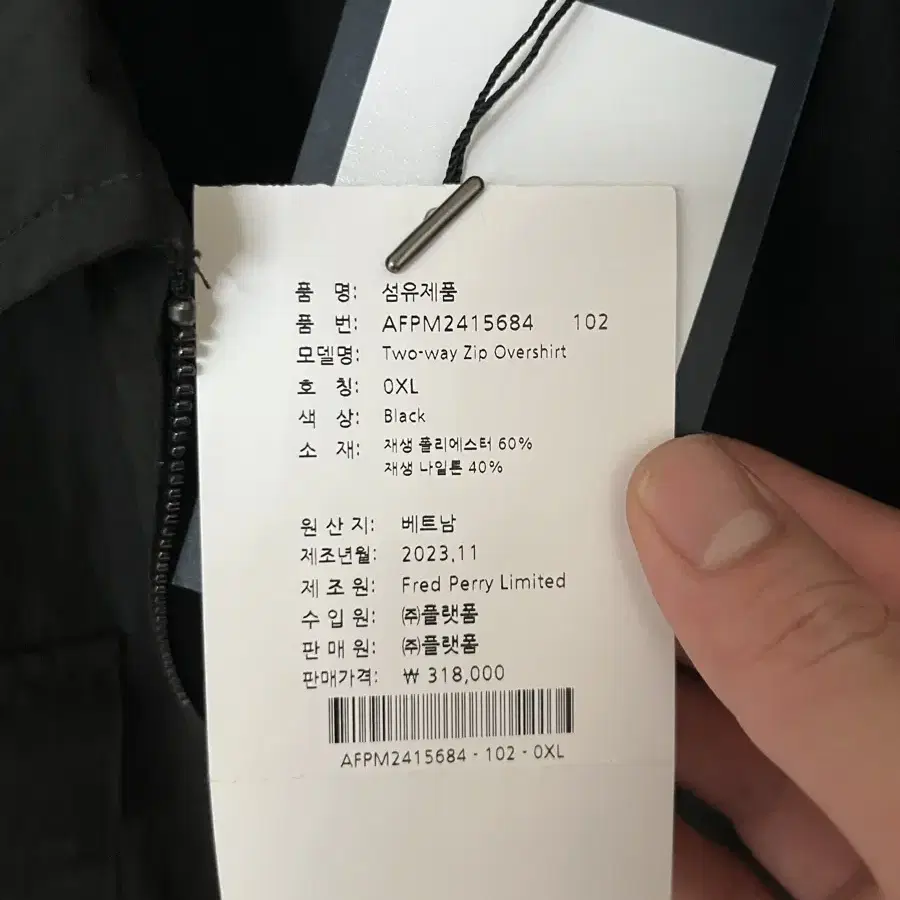 품 명: 섬유제품
품 번: AFPM2415684 102
모델명: Two-way Zip Overshirt
호 칭: 0XL
색 상: Black
소 재: 재생 폴리에스터 60%
재생 나일론 40%
원 산 지: 베트남
제조년월: 2023.11
제 조 원: Fred Perry Limited
수 입 원: ㈜플랫폼
판 매 원: ㈜플랫폼
판매가격: ₩ 318,000
AFPM2415684 - 102 - 0XL